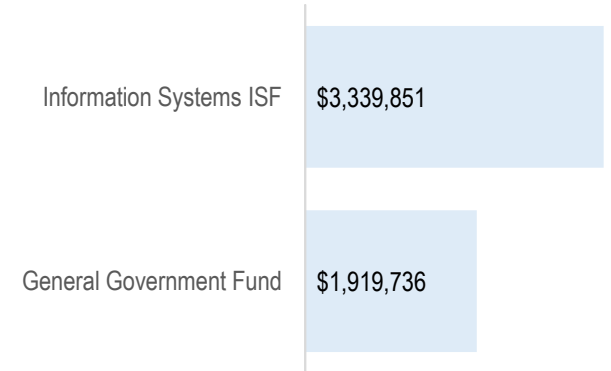 Information Systems ISF $3,339,851
General Government Fund $1,919,736